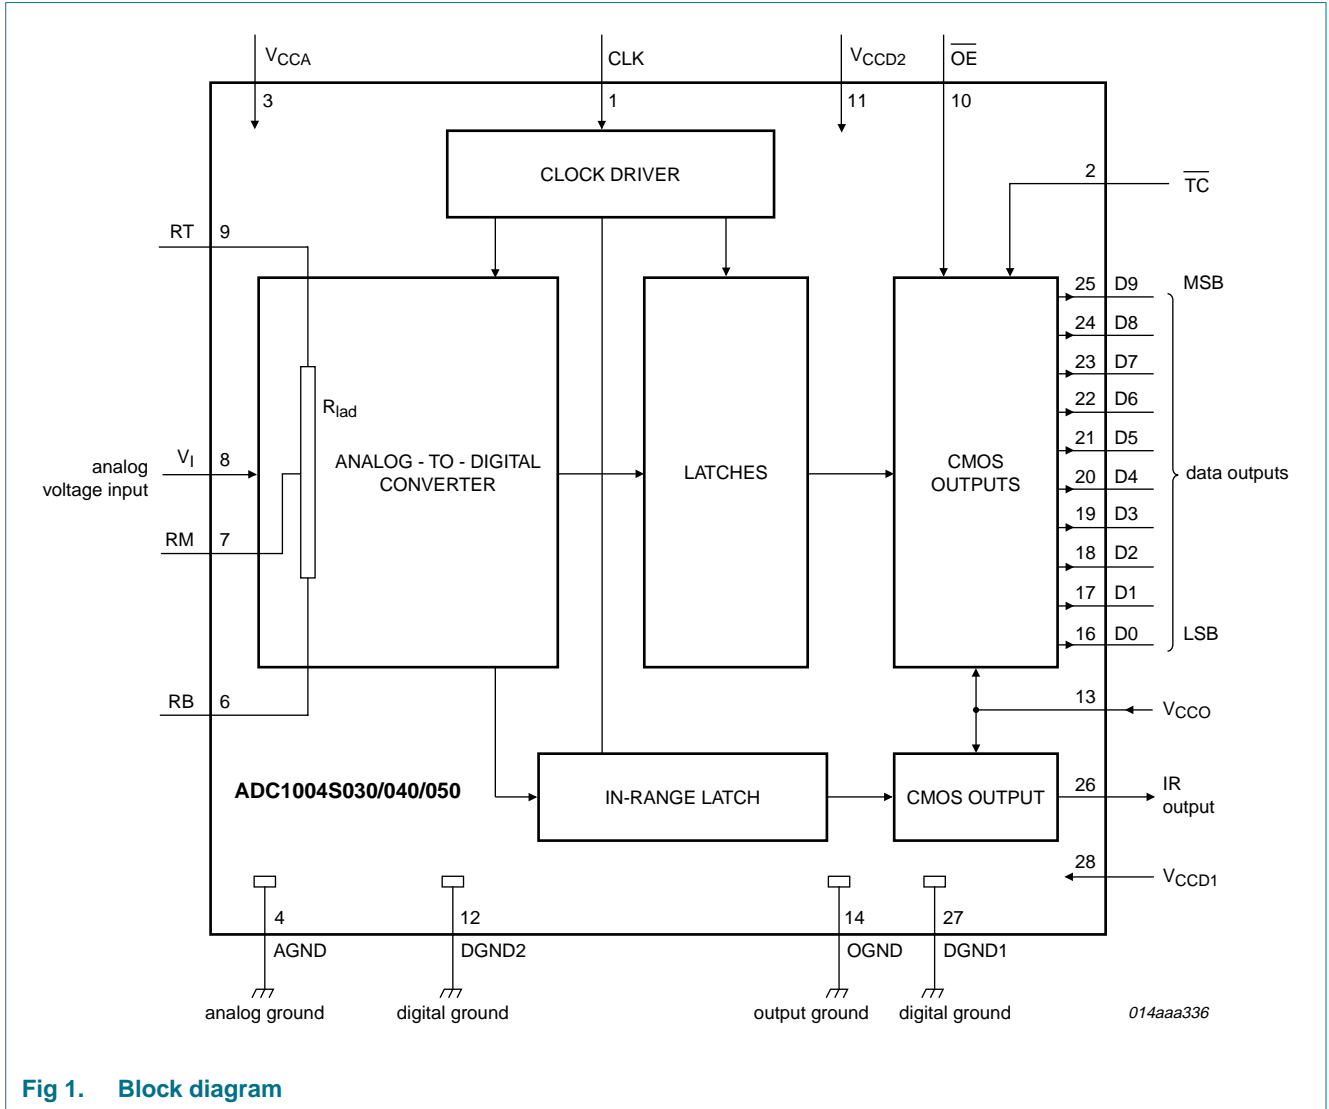 VCCA
CLK
VCCD2
OE
3
1
11
10
CLOCK DRIVER
2
TC
RT
9
25
D9
MSB
24
D8
23
D7
Rlad
22
D6
VI
8
analog
voltage input
ANALOG - TO - DIGITAL
CONVERTER
LATCHES
CMOS
OUTPUTS
21
D5
20
D4
data outputs
19
D3
RM
7
18
D2
17
D1
16
D0
LSB
RB
6
13
VCCO
ADC1004S030/040/050
IN-RANGE LATCH
CMOS OUTPUT
26
IR
output
28
VCCD1
4
12
14
27
AGND
DGND2
OGND
DGND1
analog ground
digital ground
output ground
digital ground
014aaa336
Fig 1. Block diagram